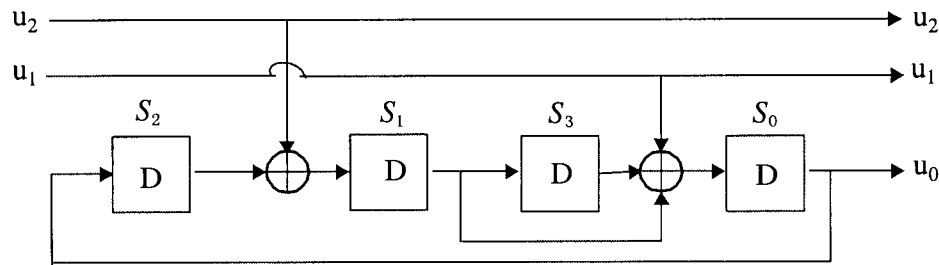 u₂ u₂
u₁ u₁
S₂ S₁ S₃ S₀
D D D D u₀